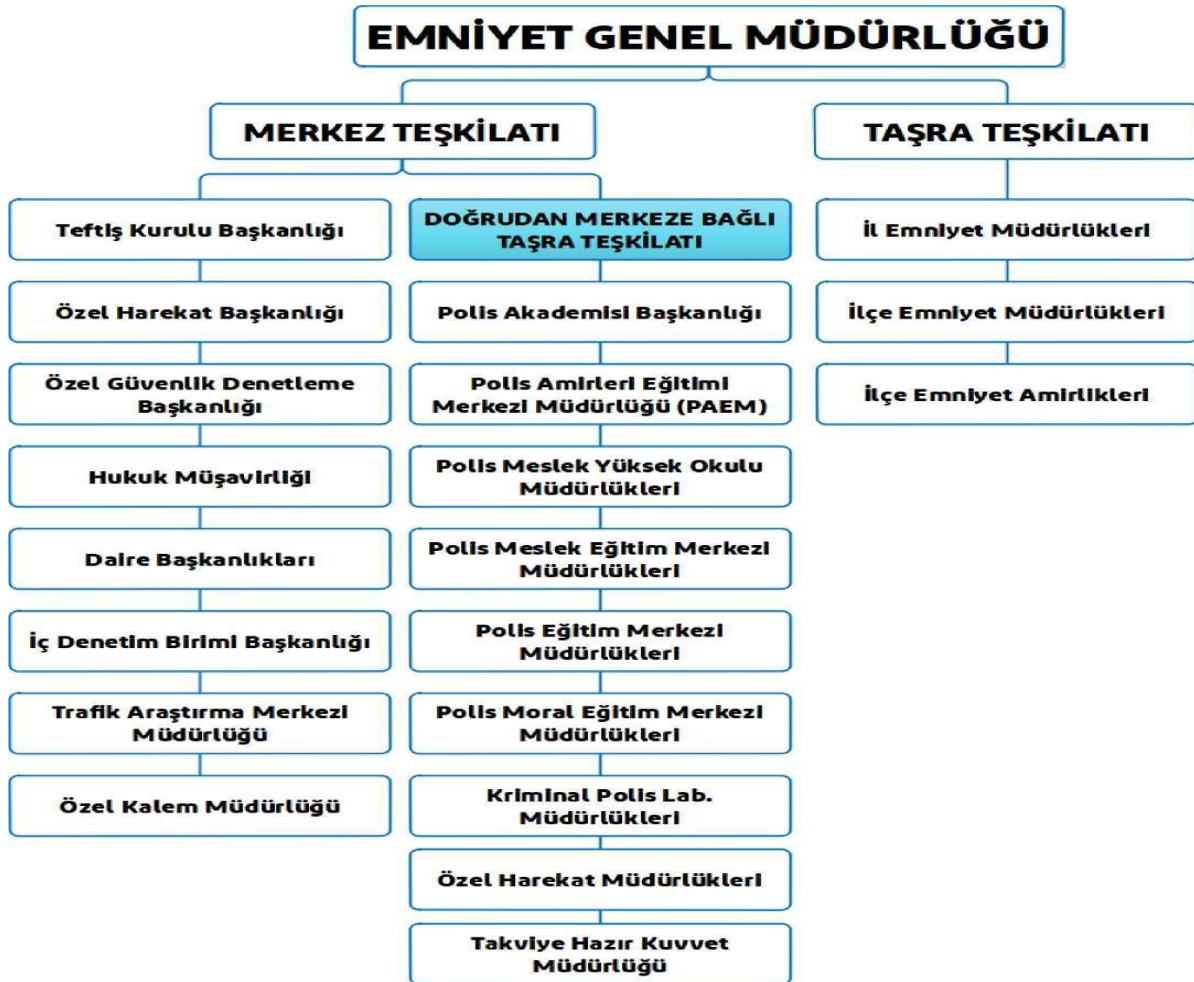 EMNİYET GENEL MÜDÜRLÜĞÜ
MERKEZ TEŞKİLATI
TAŞRA TEŞKİLATI
Teftiş Kurulu Başkanlığı
Özel Harekat Başkanlığı
Özel Güvenlik Denetleme
Başkanlığı
Hukuk Müşavirliği
Daire Başkanlıkları
İç Denetim Birimi Başkanlığı
Trafik Araştırma Merkezi
Müdürlüğü
Özel Kalem Müdürlüğü
DOĞRUDAN MERKEZE BAĞLI
TAŞRA TEŞKİLATI
Polis Akademisi Başkanlığı
Polis Amirleri Eğitimi
Merkezi Müdürlüğü (PAEM)
Polis Meslek Yüksek Okulu
Müdürlükleri
Polis Meslek Eğitim Merkezi
Müdürlükleri
Polis Eğitim Merkezi
Müdürlükleri
Polis Moral Eğitim Merkezi
Müdürlükleri
Kriminal Polis Lab.
Müdürlükleri
Özel Harekat Müdürlükleri
Takviye Hazır Kuvvet
Müdürlüğü
İl Emniyet Müdürlükleri
İlçe Emniyet Müdürlükleri
İlçe Emniyet Amirlikleri